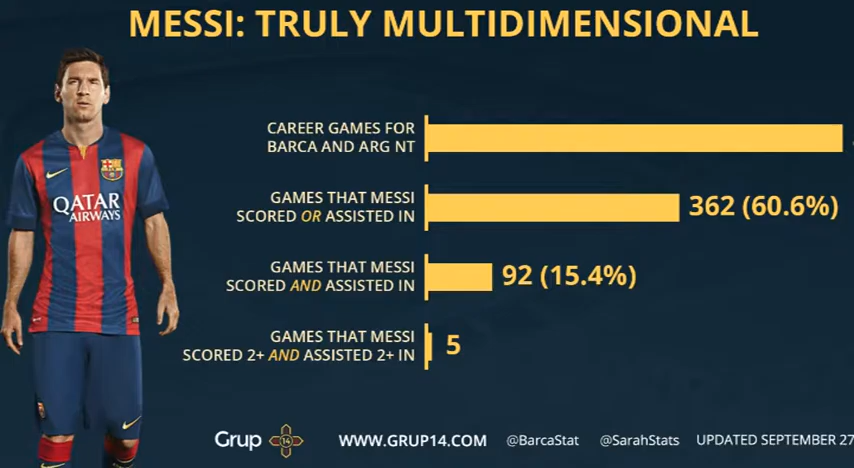 MESSI: TRULY MULTIDIMENSIONAL
CAREER GAMES FOR
BARCA AND ARG NT
GAMES THAT MESSI
SCORED OR ASSISTED IN
362 (60.6%)
GAMES THAT MESSI
SCORED AND ASSISTED IN
92 (15.4%)
GAMES THAT MESSI
SCORED 2+ AND ASSISTED 2+ IN
5
QATAR
AIRWAYS
Grup 14
WWW.GRUP14.COM
@BarcaStat
@SarahStats
UPDATED SEPTEMBER 27